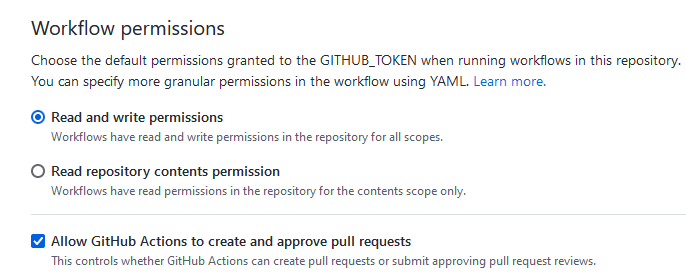 Workflow permissions
Choose the default permissions granted to the GITHUB_TOKEN when running workflows in this repository.
You can specify more granular permissions in the workflow using YAML. Learn more.
Read and write permissions
Workflows have read and write permissions in the repository for all scopes.
Read repository contents permission
Workflows have read permissions in the repository for the contents scope only.
Allow GitHub Actions to create and approve pull requests
This controls whether GitHub Actions can create pull requests or submit approving pull request reviews.